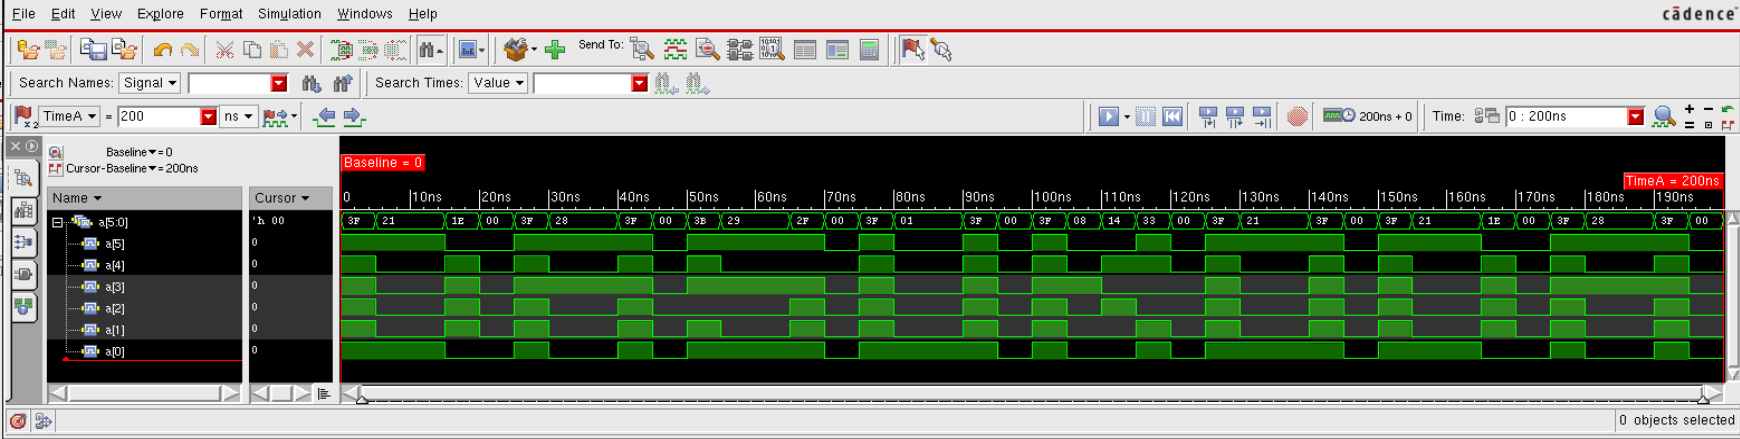 File Edit View Explore Format Simulation Windows Help
cādence
Send To:
Search Names: Signal
Search Times: Value
TimeA = 200 ns
200ns + 0 Time: 0 : 200ns
Baseline = 0
Cursor-Baseline = 200ns
Baseline = 0
TimeA = 200ns
Name Cursor
0 10ns 20ns 30ns 40ns 50ns 60ns 70ns 80ns 90ns 100ns 110ns 120ns 130ns 140ns 150ns 160ns 170ns 180ns 190ns
a[5:0] 'h 00 3F 21 1E 00 3F 28 3F 00 3B 29 2F 00 3F 01 3F 00 3F 08 14 33 00 3F 21 3F 00 3F 21 1E 00 3F 28 3F 00
a[5] 0
a[4] 0
a[3] 0
a[2] 0
a[1] 0
a[0] 0
0 objects selected